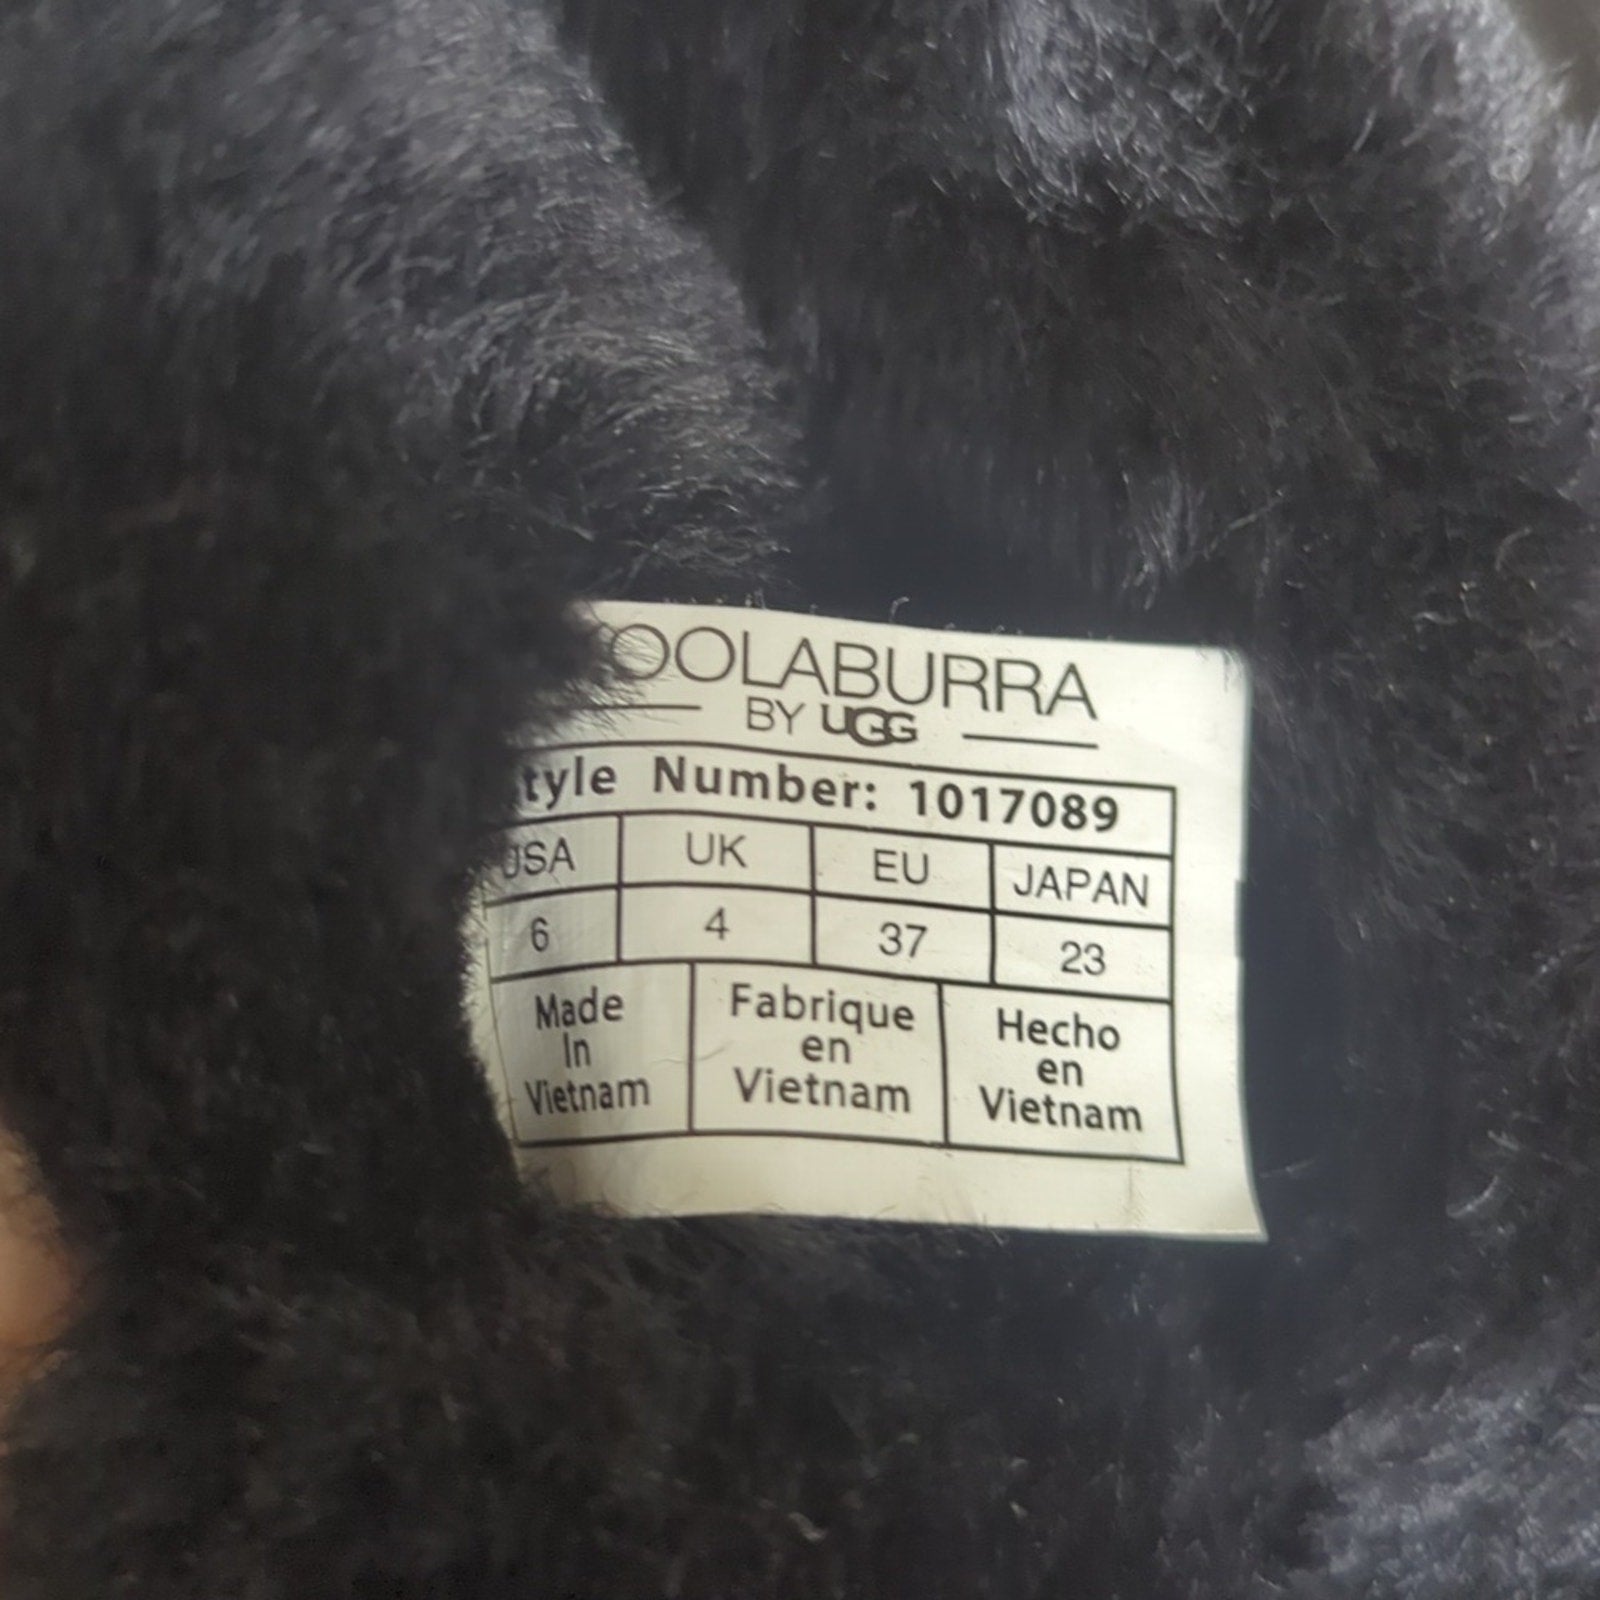 OOLABURRA
BY UGG
tyle Number: 1017089
USA UK EU JAPAN
6 4 37 23
Made In Vietnam
Fabrique en Vietnam
Hecho en Vietnam